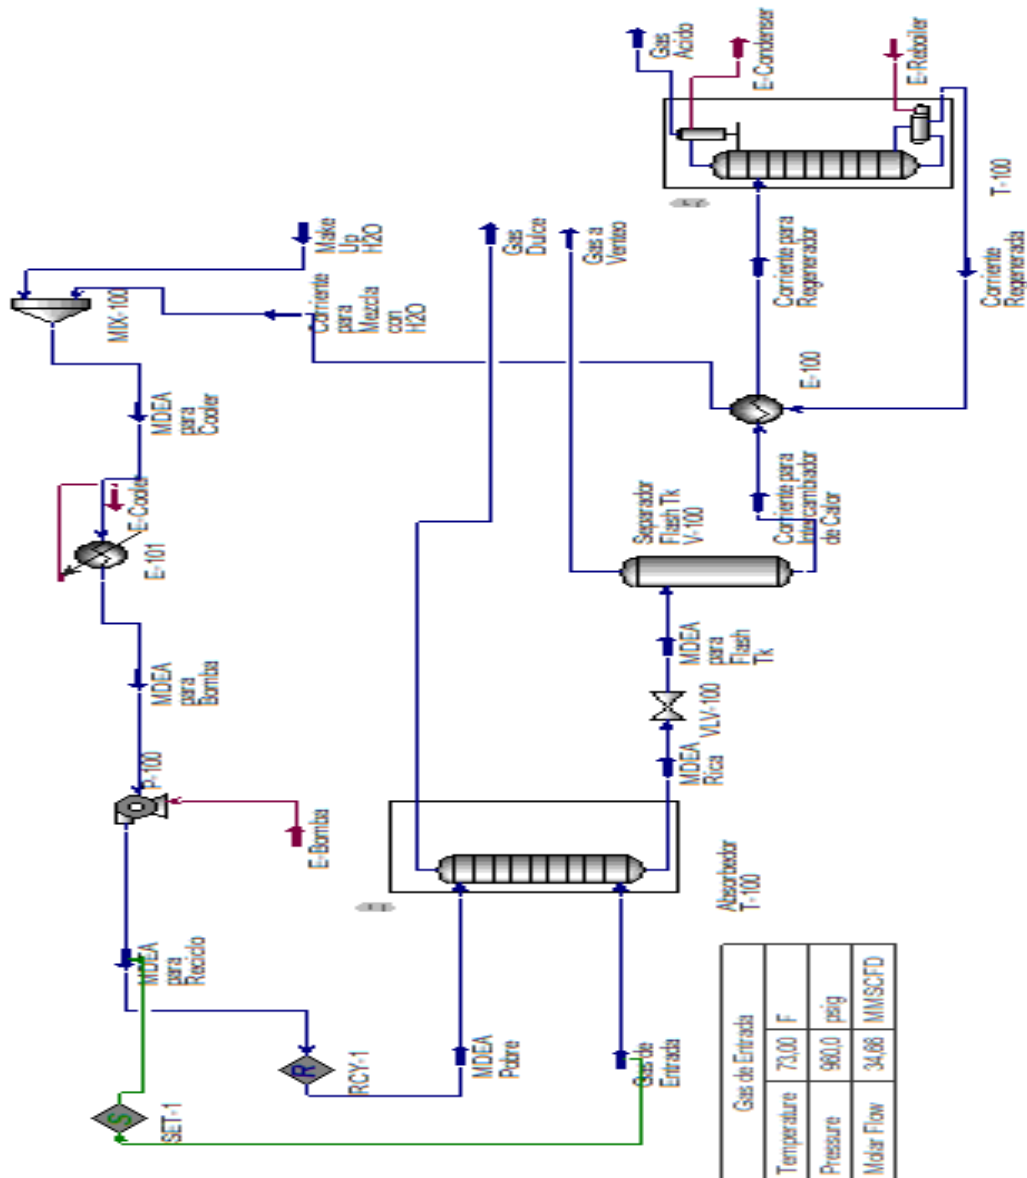 Gas
Acido
E-Condenser
E-Reboiler
T-100
Make
Up
H2O
MIX-100
Corriente
para
Mezcla
con
H2O
Gas
Dulce
Gas a
Venteo
Corriente para
Regenerador
Corriente
Regenerada
MDEA
para
Cooler
E-100
E-Cooler
E-101
Separador
Flash Tk
V-100
Corriente para
Intercambiador
de Calor
MDEA
para
Bomba
MDEA
para
Flash
Tk
VLV-100
MDEA
Rica
P-100
E-Bomba
Absorbedor
T-100
MDEA
para
Reciclo
S
SET-1
R
RCY-1
MDEA
Pobre
Gas de
Entrada
Gas de Entrada
Temperature 73,00 F
Pressure 960,0 psig
Molar Flow 34,66 MMSCFD